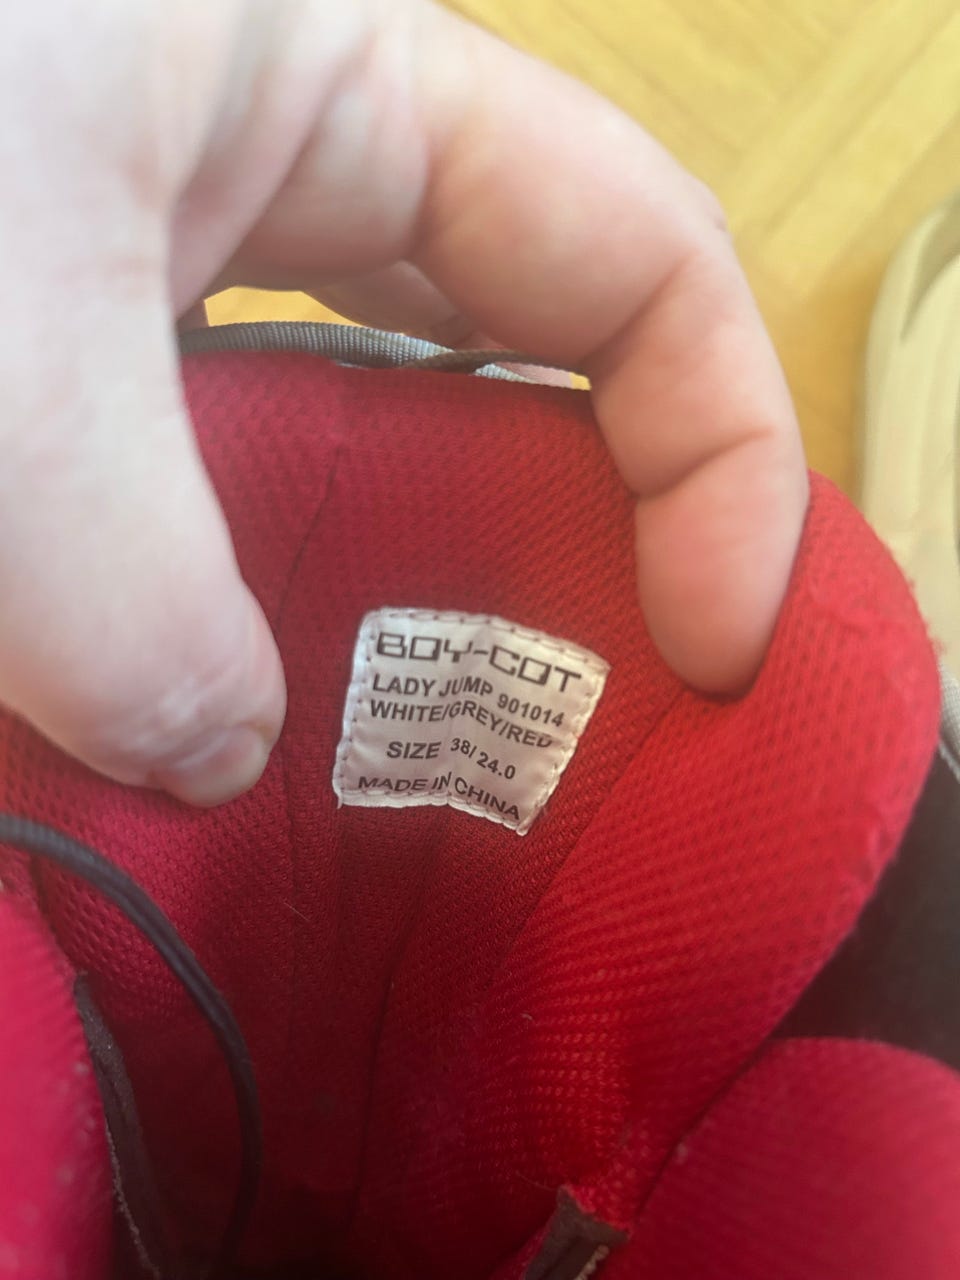 BOY-COT
LADY JUMP 901014
WHITE/GREY/RED
SIZE 38/24.0
MADE IN CHINA